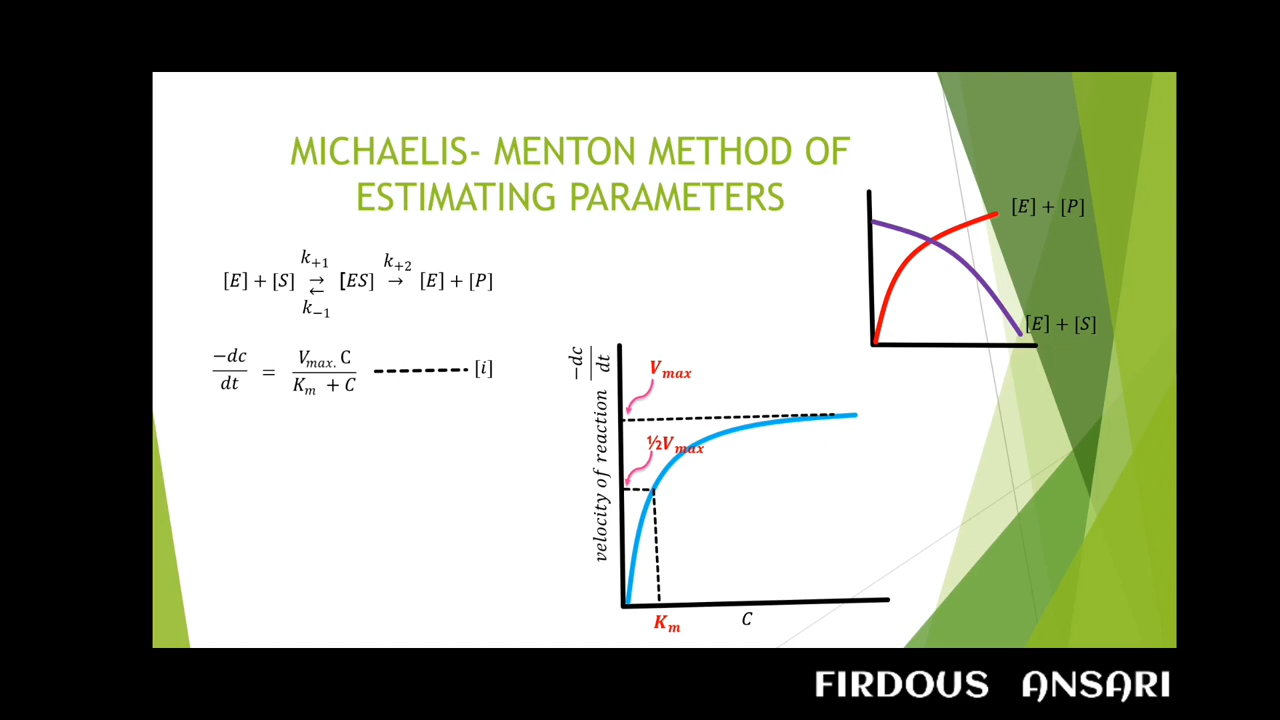 MICHAELIS- MENTON METHOD OF
ESTIMATING PARAMETERS
[E] + [P]
[E] + [S]
k+1
[E] + [S] → [ES] → [E] + [P]
←
k+2
k−1
−dc/dt = Vmax. C / Km + C --------- [i]
−dc/dt
velocity of reaction
Vmax
½Vmax
Km
C
FIRDOUS ANSARI